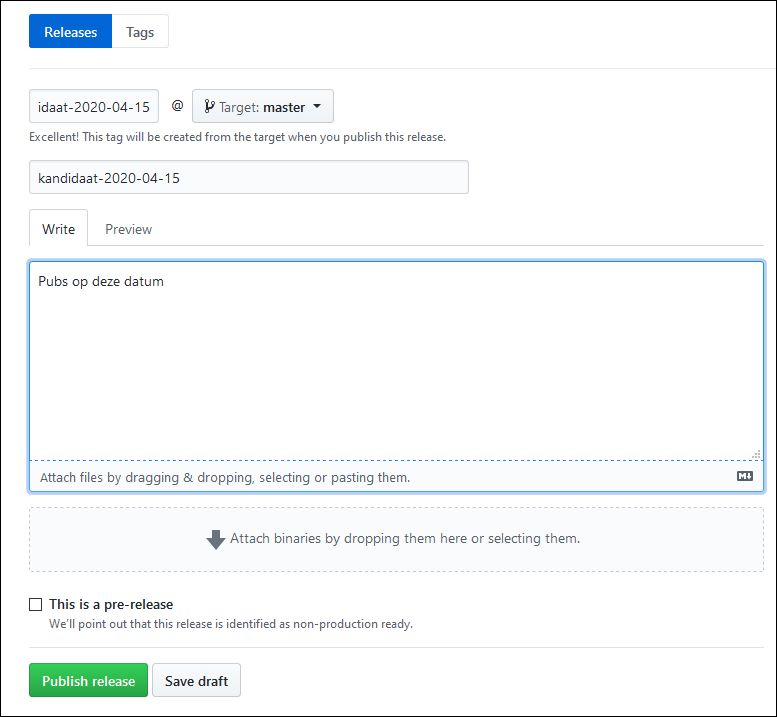 Releases Tags
idaat-2020-04-15 @ Target: master
Excellent! This tag will be created from the target when you publish this release.
kandidaat-2020-04-15
Write Preview
Pubs op deze datum
Attach files by dragging & dropping, selecting or pasting them. M
Attach binaries by dropping them here or selecting them.
This is a pre-release
We'll point out that this release is identified as non-production ready.
Publish release Save draft